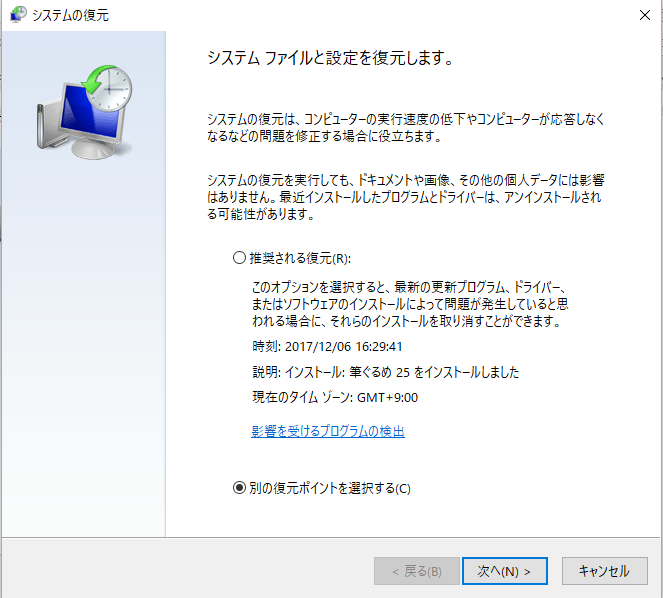 システムの復元
システム ファイルと設定を復元します。
システムの復元は、コンピューターの実行速度の低下やコンピューターが応答しなく
なるなどの問題を修正する場合に役立ちます。
システムの復元を実行しても、ドキュメントや画像、その他の個人データには影響
はありません。最近インストールしたプログラムとドライバーは、アンインストールされ
る可能性があります。
推奨される復元(R):
このオプションを選択すると、最新の更新プログラム、ドライバー、
またはソフトウェアのインストールによって問題が発生していると思
われる場合に、それらのインストールを取り消すことができます。
時刻: 2017/12/06 16:29:41
説明: インストール: 筆ぐるめ 25 をインストールしました
現在のタイム ゾーン: GMT+9:00
影響を受けるプログラムの検出
別の復元ポイントを選択する(C)
< 戻る(B) 次へ(N) > キャンセル